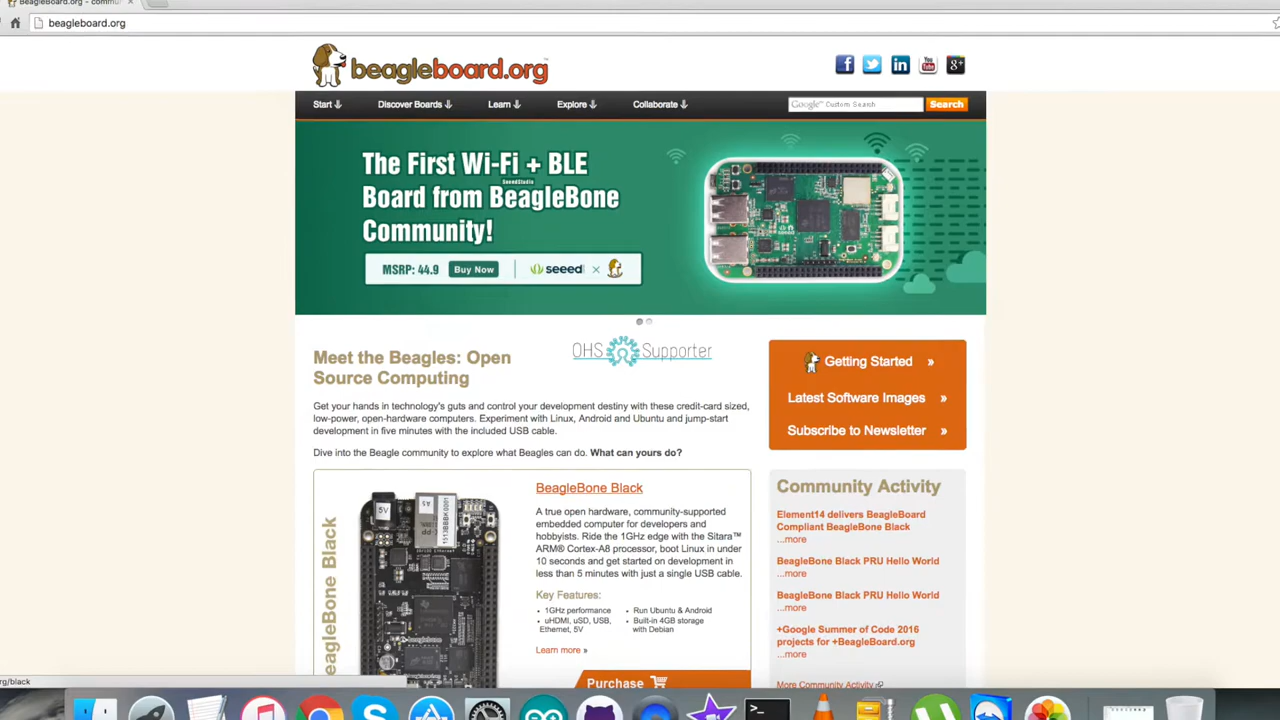 BeagleBoard.org - commu
beagleboard.org
beagleboard.org
Start
Discover Boards
Learn
Explore
Collaborate
Google™ Custom Search
Search
The First Wi-Fi + BLE
SeeedStudio
Board from BeagleBone
Community!
MSRP: 44.9
Buy Now
seeed
Meet the Beagles: Open
Source Computing
OHS Supporter
Getting Started »
Latest Software Images »
Subscribe to Newsletter »
Get your hands in technology's guts and control your development destiny with these credit-card sized,
low-power, open-hardware computers. Experiment with Linux, Android and Ubuntu and jump-start
development in five minutes with the included USB cable.
Dive into the Beagle community to explore what Beagles can do. What can yours do?
BeagleBone Black
5V
BeagleBone Black
A true open hardware, community-supported
embedded computer for developers and
hobbyists. Ride the 1GHz edge with the Sitara™
ARM® Cortex-A8 processor, boot Linux in under
10 seconds and get started on development in
less than 5 minutes with just a single USB cable.
Key Features:
• 1GHz performance
• uHDMI, uSD, USB,
Ethernet, 5V
• Run Ubuntu & Android
• Built-in 4GB storage
with Debian
Learn more »
Purchase
Community Activity
Element14 delivers BeagleBoard
Compliant BeagleBone Black
...more
BeagleBone Black PRU Hello World
...more
BeagleBone Black PRU Hello World
...more
+Google Summer of Code 2016
projects for +BeagleBoard.org
...more
More Community Activity
rg/black